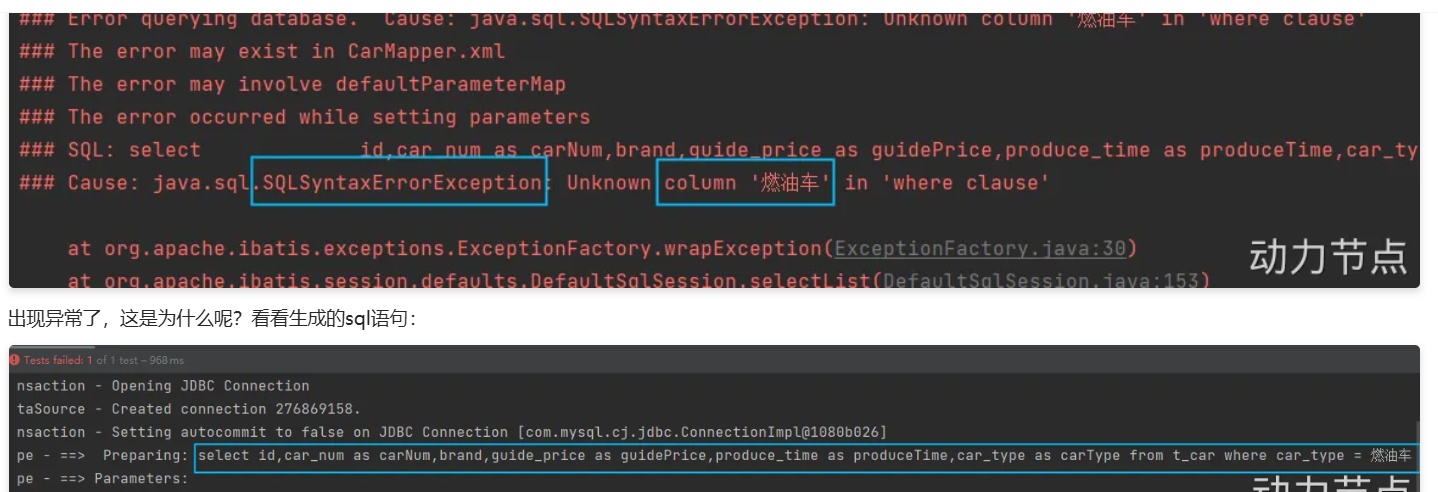 ### Error querying database.  Cause: java.sql.SQLSyntaxErrorException: Unknown column '燃油车' in 'where clause'
### The error may exist in CarMapper.xml
### The error may involve defaultParameterMap
### The error occurred while setting parameters
### SQL: select             id,car_num as carNum,brand,guide_price as guidePrice,produce_time as produceTime,car_ty
### Cause: java.sql.SQLSyntaxErrorException: Unknown column '燃油车' in 'where clause'
at org.apache.ibatis.exceptions.ExceptionFactory.wrapException(ExceptionFactory.java:30)
动力节点
at org.apache.ibatis.session.defaults.DefaultSqlSession.selectList(DefaultSqlSession.java:153)
出现异常了，这是为什么呢？看看生成的sql语句：
Tests failed: 1 of 1 test – 968 ms
nsaction - Opening JDBC Connection
taSource - Created connection 276869158.
nsaction - Setting autocommit to false on JDBC Connection [com.mysql.cj.jdbc.ConnectionImpl@1080b026]
pe - ==>  Preparing: select id,car_num as carNum,brand,guide_price as guidePrice,produce_time as produceTime,car_type as carType from t_car where car_type = 燃油车
pe - ==> Parameters:
动力节点